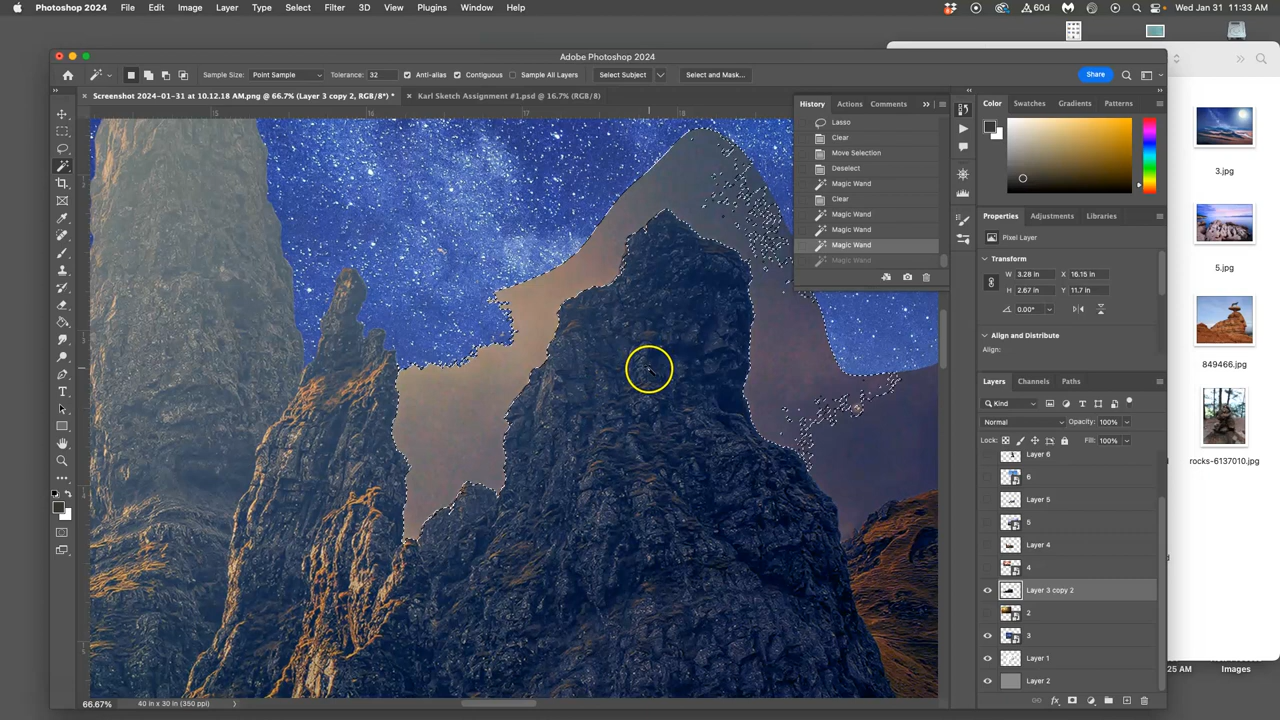 Photoshop 2024 File Edit Image Layer Type Select Filter 3D View Plugins Window Help 60d Wed Jan 31 11:33 AM
Adobe Photoshop 2024
Sample Size: Point Sample Tolerance: 32 Anti-alias Contiguous Sample All Layers Select Subject Select and Mask... Share
× Screenshot 2024-01-31 at 10.12.18 AM.png @ 66.7% (Layer 3 copy 2, RGB/8*) * × Karl Sketch Assignment #1.psd @ 16.7% (RGB/8)
15 16 17 18
History Actions Comments
Lasso
Clear
Move Selection
Deselect
Magic Wand
Clear
Magic Wand
Magic Wand
Magic Wand
Magic Wand
Color Swatches Gradients Patterns
Properties Adjustments Libraries
Pixel Layer
Transform
W 3.28 in X 16.15 in
H 2.67 in Y 11.7 in
0.00°
Align and Distribute
Align:
Layers Channels Paths
Kind
Normal Opacity: 100%
Lock: Fill: 100%
Layer 6
6
Layer 5
5
Layer 4
4
Layer 3 copy 2
2
3
Layer 1
Layer 2
3.jpg
5.jpg
849466.jpg
rocks-6137010.jpg
25 AM Images
66.67% 40 in x 30 in (350 ppi)